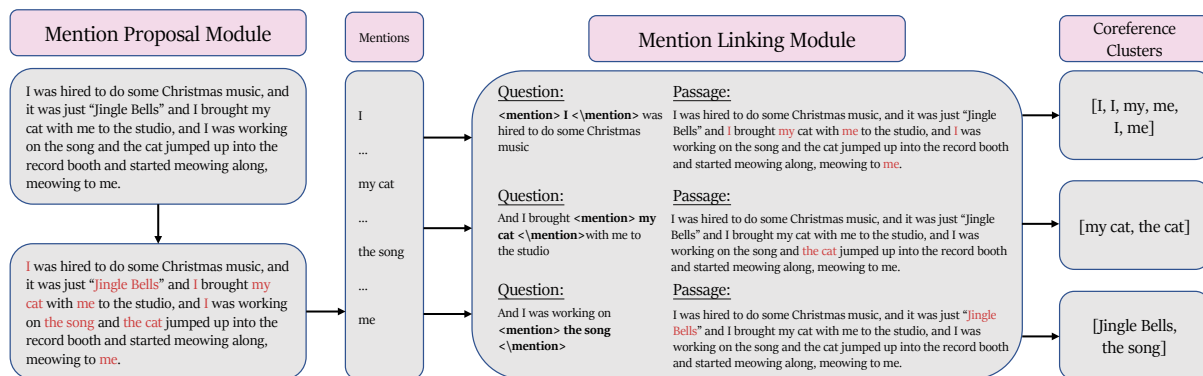 Mention Proposal Module
I was hired to do some Christmas music, and
it was just “Jingle Bells” and I brought my
cat with me to the studio, and I was working
on the song and the cat jumped up into the
record booth and started meowing along,
meowing to me.
I was hired to do some Christmas music, and
it was just “Jingle Bells” and I brought my
cat with me to the studio, and I was working
on the song and the cat jumped up into the
record booth and started meowing along,
meowing to me.
Mentions
I
...
my cat
...
the song
...
me
Mention Linking Module
Question:
<mention> I <\mention> was
hired to do some Christmas
music
Passage:
I was hired to do some Christmas music, and it was just “Jingle
Bells” and I brought my cat with me to the studio, and I was
working on the song and the cat jumped up into the record booth
and started meowing along, meowing to me.
Question:
And I brought <mention> my
cat <\mention>with me to
the studio
Passage:
I was hired to do some Christmas music, and it was just “Jingle
Bells” and I brought my cat with me to the studio, and I was
working on the song and the cat jumped up into the record booth
and started meowing along, meowing to me.
Question:
And I was working on
<mention> the song
<\mention>
Passage:
I was hired to do some Christmas music, and it was just “Jingle
Bells” and I brought my cat with me to the studio, and I was
working on the song and the cat jumped up into the record booth
and started meowing along, meowing to me.
Coreference
Clusters
[I, I, my, me,
I, me]
[my cat, the cat]
[Jingle Bells,
the song]